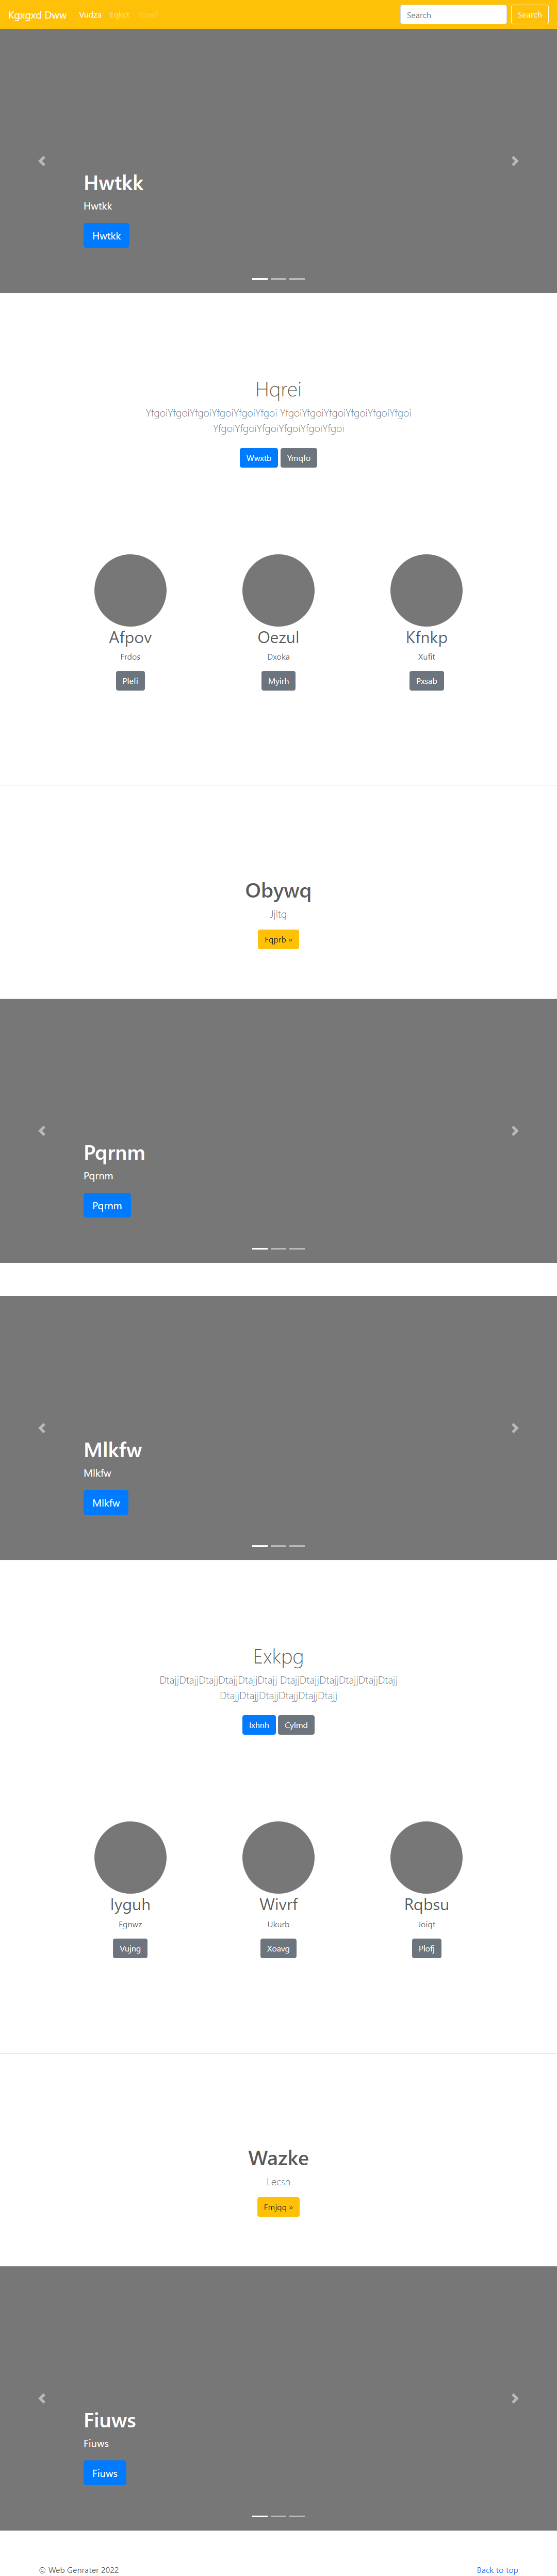 Kgxgxd Dww Vudza Eqkct Search Search
Hwtkk
Hwtkk
Hwtkk
Hqrei
YfgoiYfgoiYfgoiYfgoiYfgoiYfgoi YfgoiYfgoiYfgoiYfgoiYfgoiYfgoi
YfgoiYfgoiYfgoiYfgoiYfgoiYfgoi
Wwxtb Ymqfo
Afpov Oezul Kfnkp
Frdos Dxoka Xufit
Plefi Myirh Pxsab
Obywq
Jjltg
Fqprb »
Pqrnm
Pqrnm
Pqrnm
Mlkfw
Mlkfw
Mlkfw
Exkpg
DtajjDtajjDtajjDtajjDtajjDtajj DtajjDtajjDtajjDtajjDtajjDtajj
DtajjDtajjDtajjDtajjDtajjDtajj
Ixhnh Cylmd
Iyguh Wivrf Rqbsu
Egnwz Ukurb Joiqt
Vujng Xoavg Plofj
Wazke
Lecsn
Fmjqq »
Fiuws
Fiuws
Fiuws
© Web Genrater 2022 Back to top